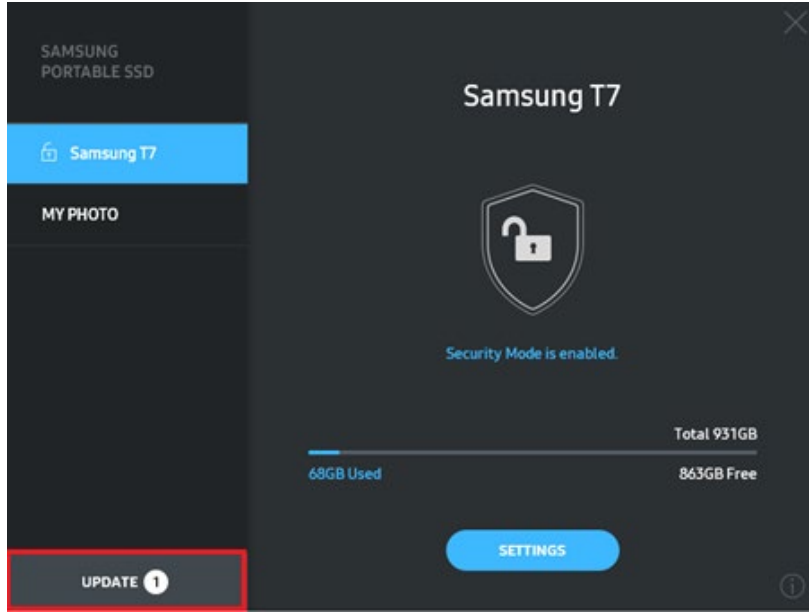 SAMSUNG
PORTABLE SSD
Samsung T7
MY PHOTO
UPDATE 1
Samsung T7
Security Mode is enabled.
Total 931GB
68GB Used
863GB Free
SETTINGS